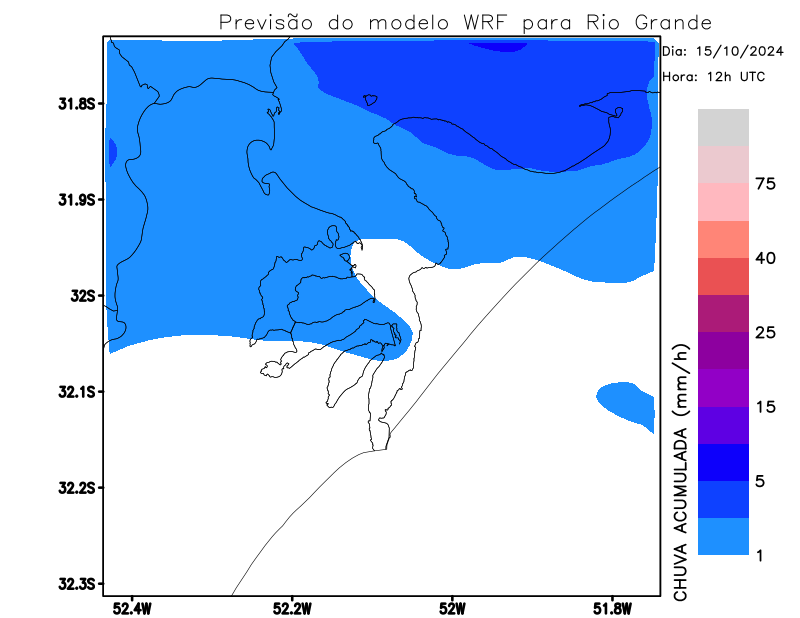 Previsão do modelo WRF para Rio Grande
Dia: 15/10/2024
Hora: 12h UTC
31.8S
31.9S
32S
32.1S
32.2S
32.3S
52.4W
52.2W
52W
51.8W
CHUVA ACUMULADA (mm/h)
75
40
25
15
5
1